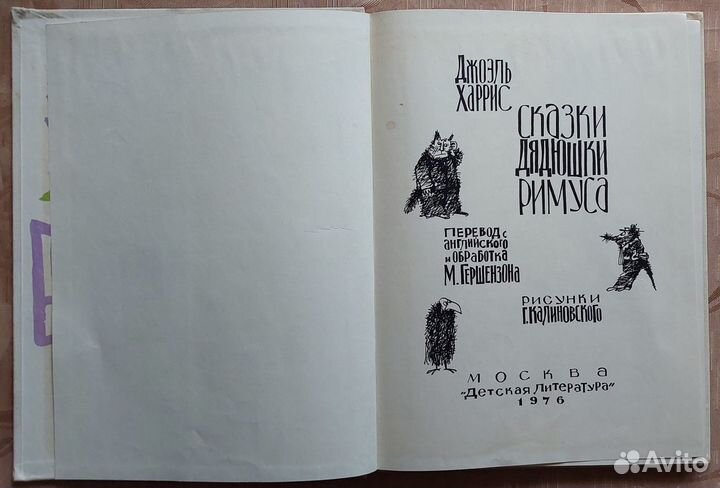 Джоэль
Харрис
Сказки
дядюшки
Римуса
Перевод с
английского
и обработка
М. Гершензона
Рисунки
Г. Калиновского
Москва
"Детская Литература"
1976
Avito